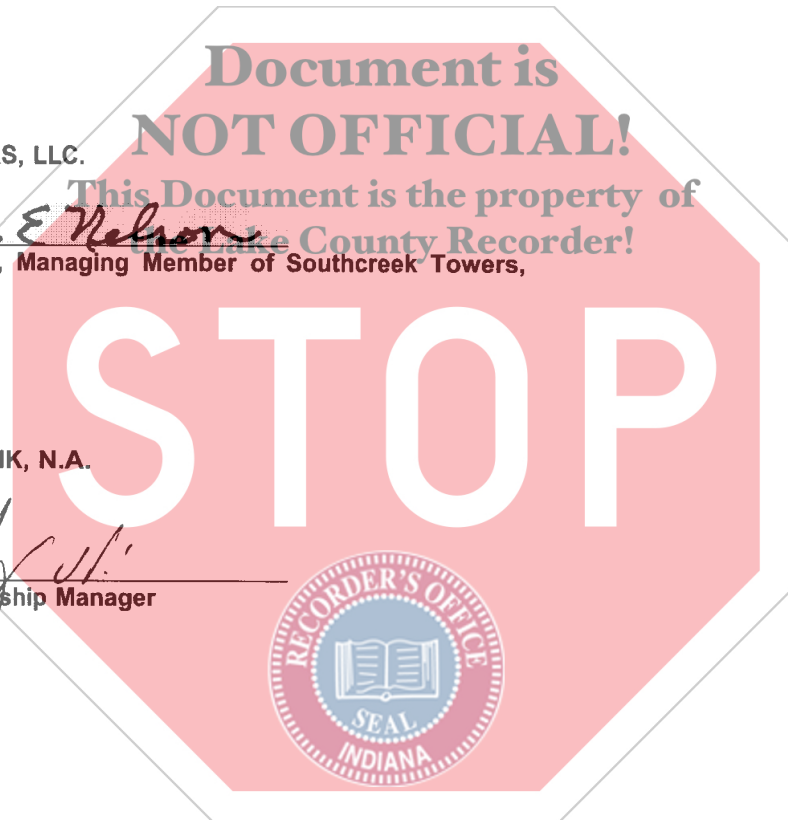 Document is
NOT OFFICIAL!
S, LLC.
This Document is the property of
E Nelson
the Lake County Recorder!
, Managing Member of Southcreek Towers,
STOP
K, N.A.
ship Manager
RECORDER'S OFFICE
SEAL
INDIANA